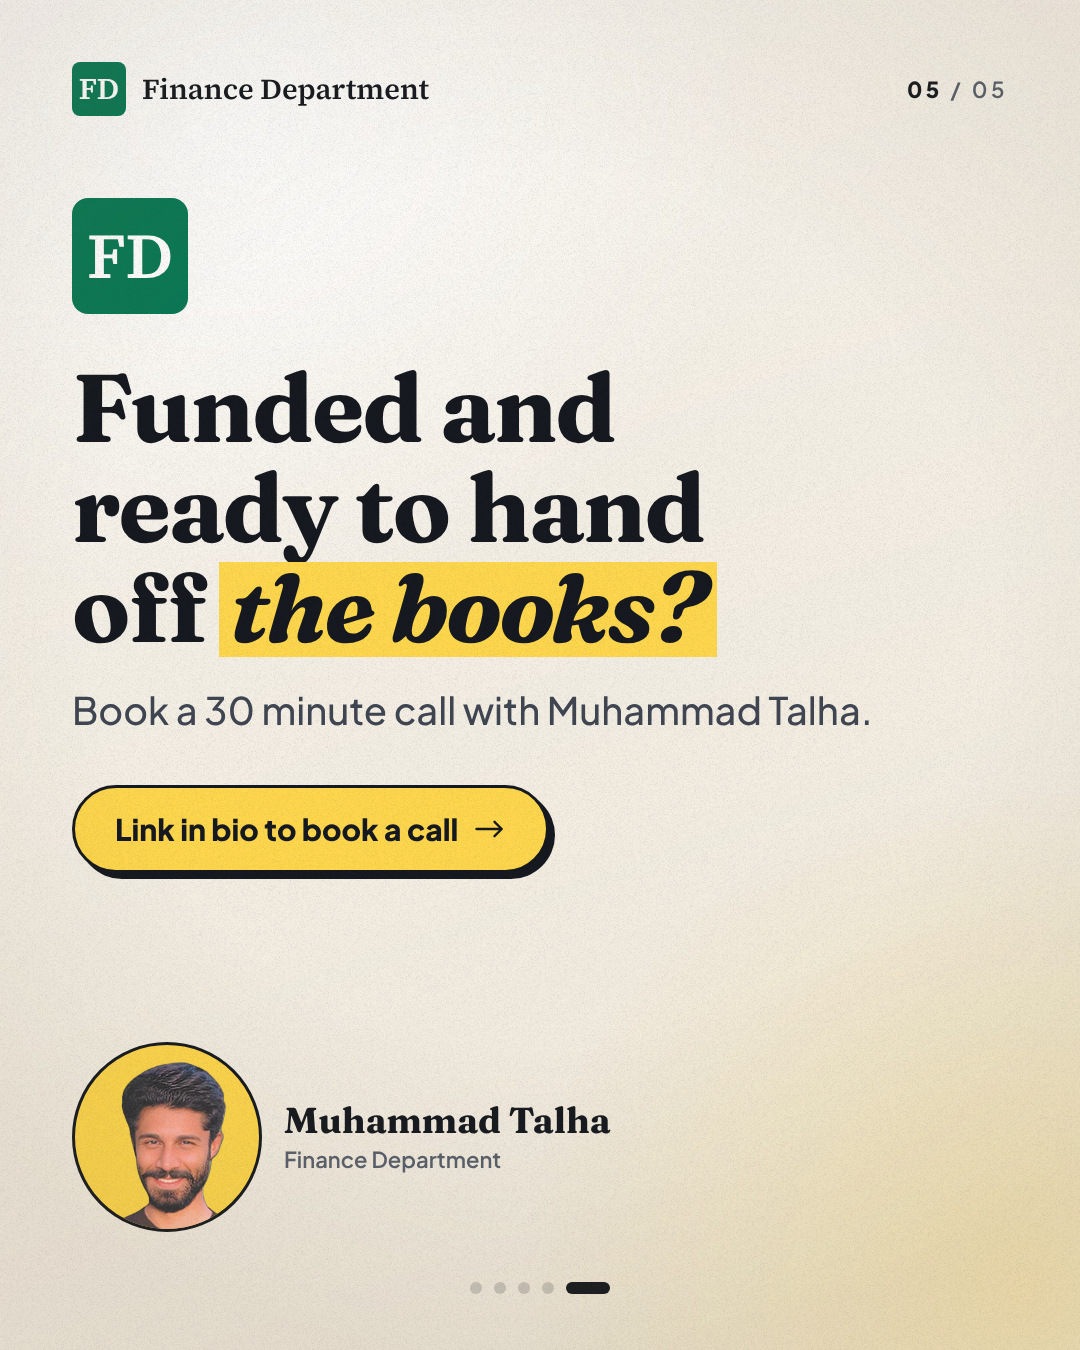 FD Finance Department
05 / 05
FD
Funded and
ready to hand
off the books?
Book a 30 minute call with Muhammad Talha.
Link in bio to book a call →
Muhammad Talha
Finance Department